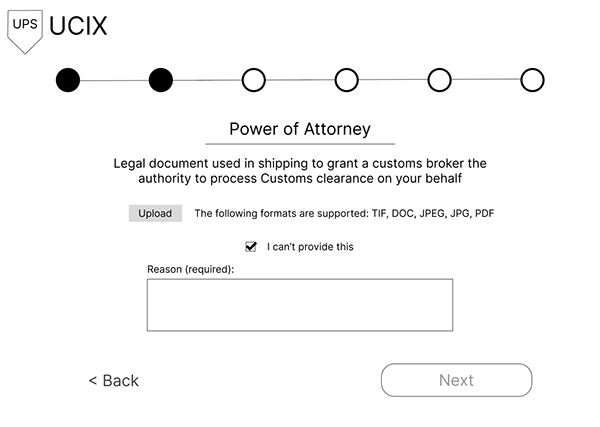 UPS UCIX
Power of Attorney
Legal document used in shipping to grant a customs broker the
authority to process Customs clearance on your behalf
Upload The following formats are supported: TIF, DOC, JPEG, JPG, PDF
I can't provide this
Reason (required):
< Back Next